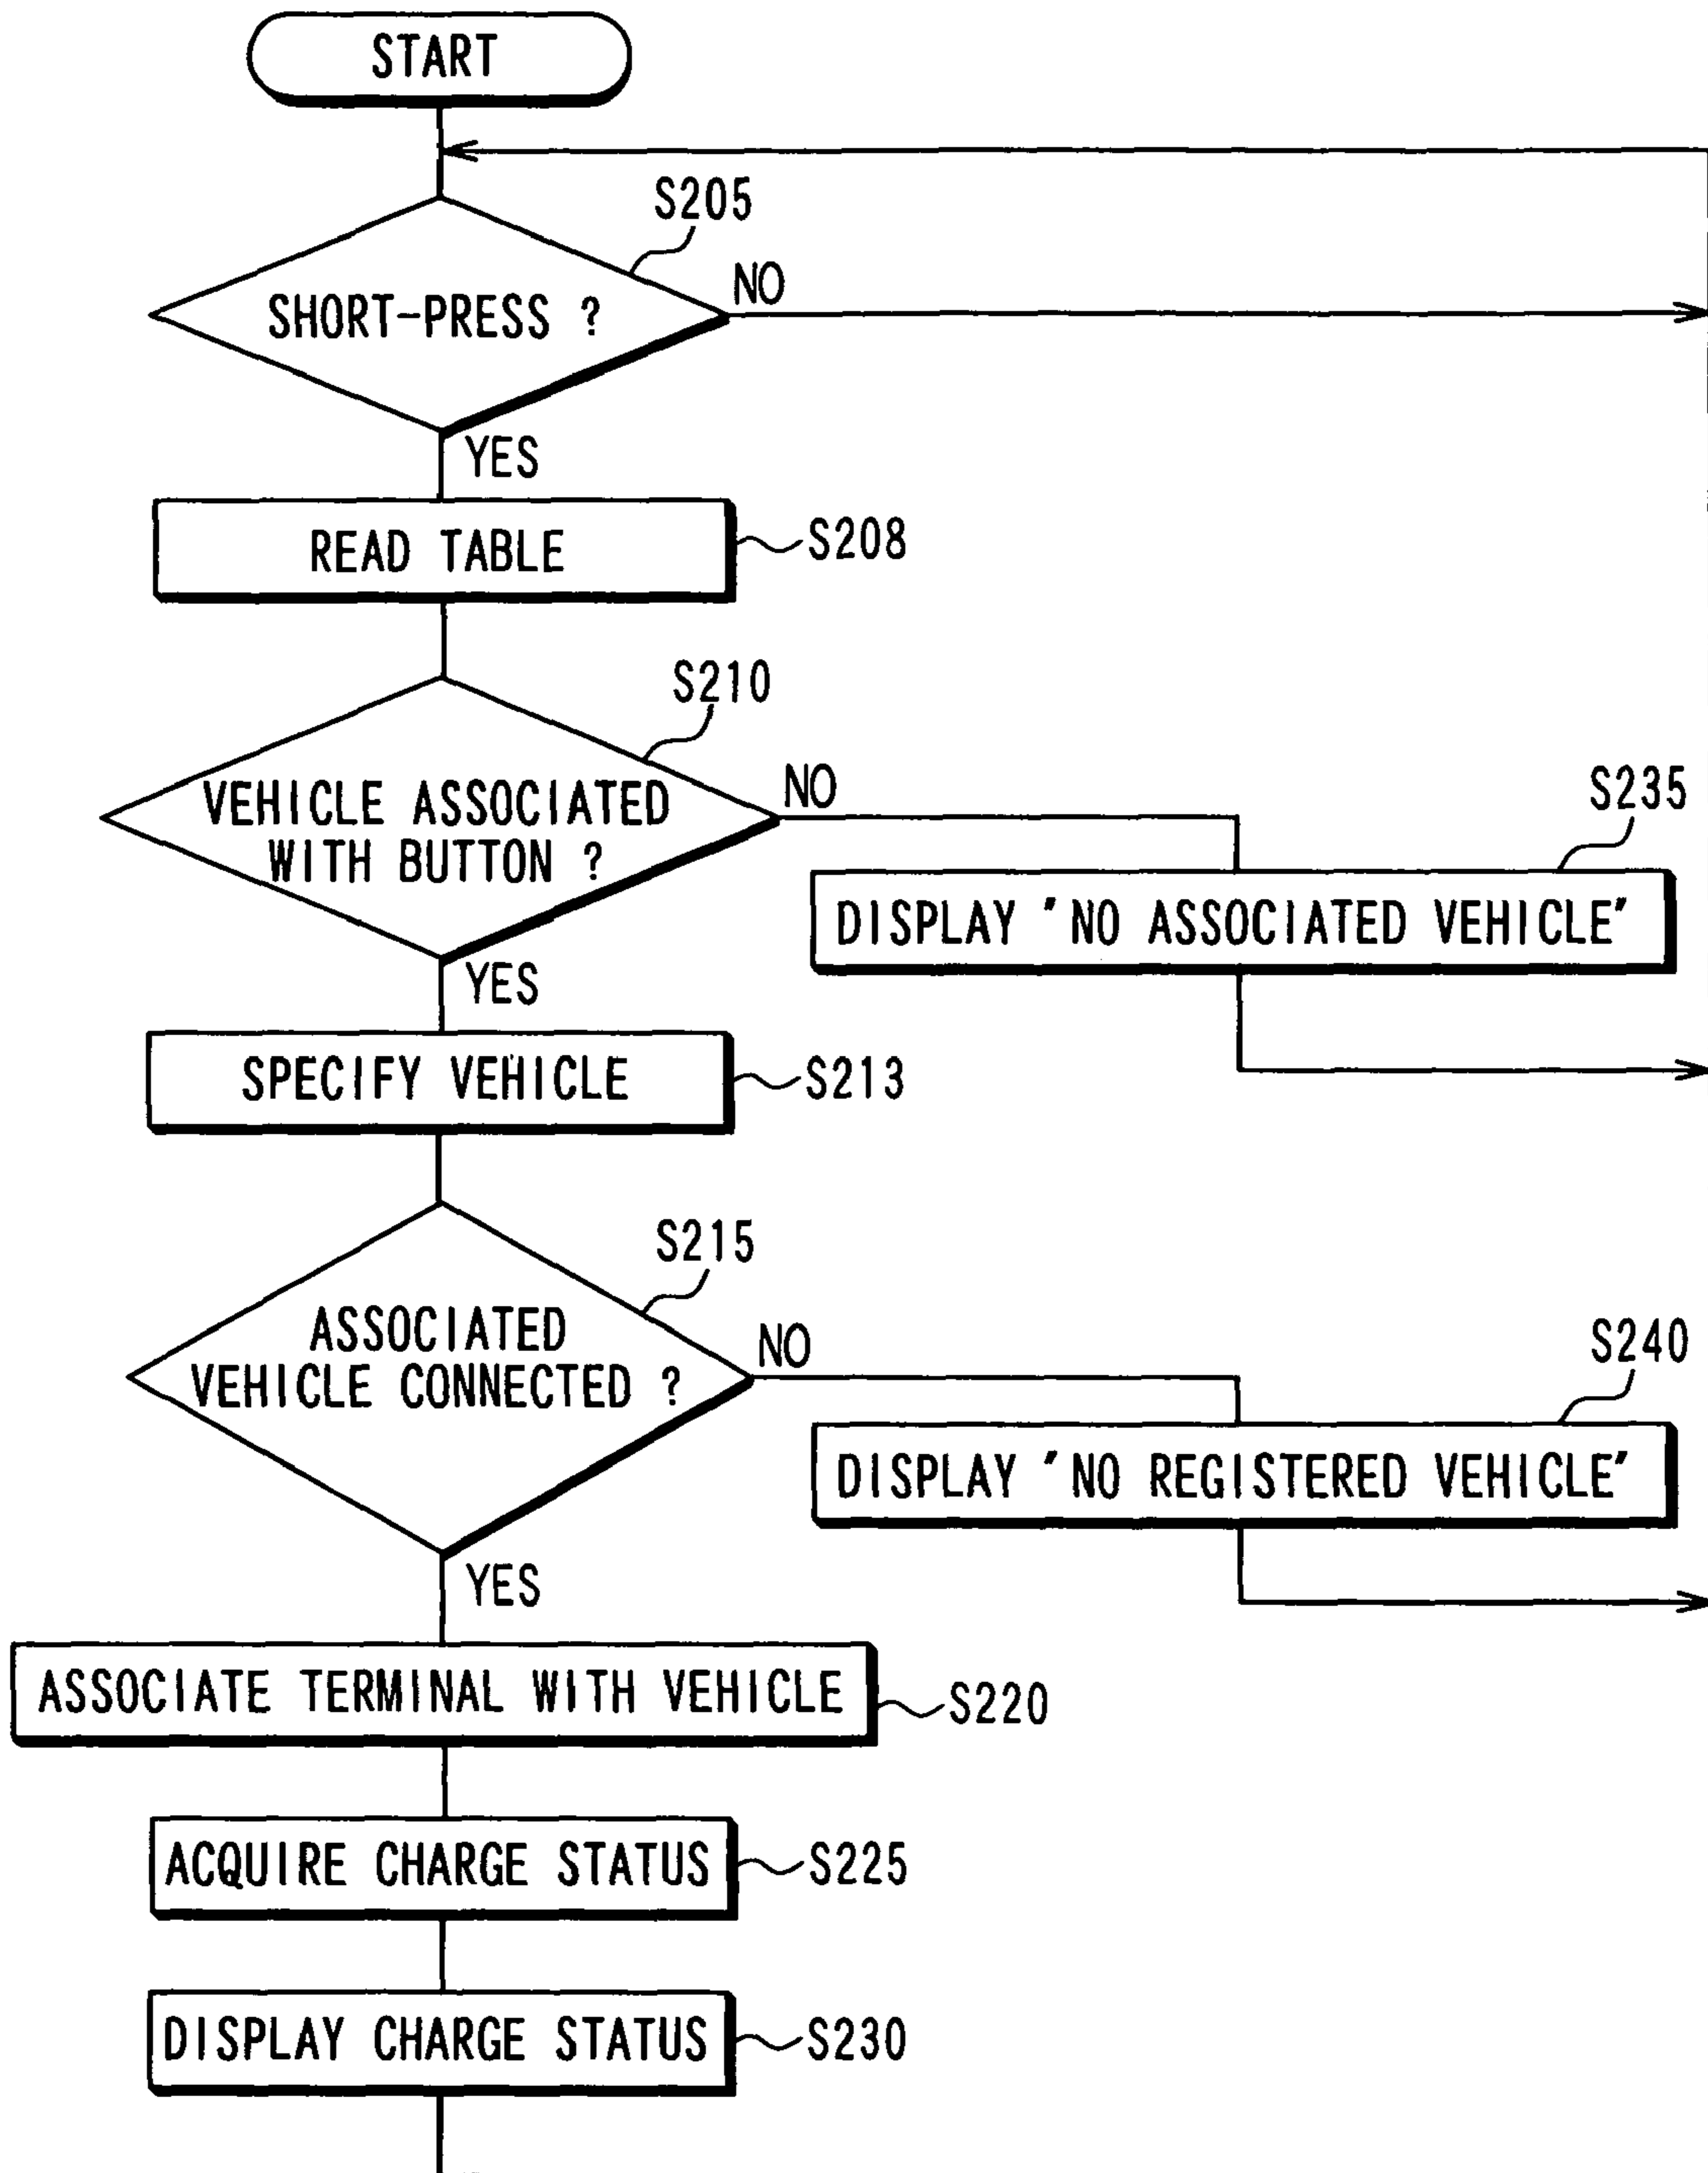 START
S205
SHORT-PRESS ?
NO
YES
READ TABLE
S208
S210
VEHICLE ASSOCIATED
WITH BUTTON ?
NO
S235
DISPLAY "NO ASSOCIATED VEHICLE"
YES
SPECIFY VEHICLE
S213
S215
ASSOCIATED
VEHICLE CONNECTED ?
NO
S240
DISPLAY "NO REGISTERED VEHICLE"
YES
ASSOCIATE TERMINAL WITH VEHICLE
S220
ACQUIRE CHARGE STATUS
S225
DISPLAY CHARGE STATUS
S230